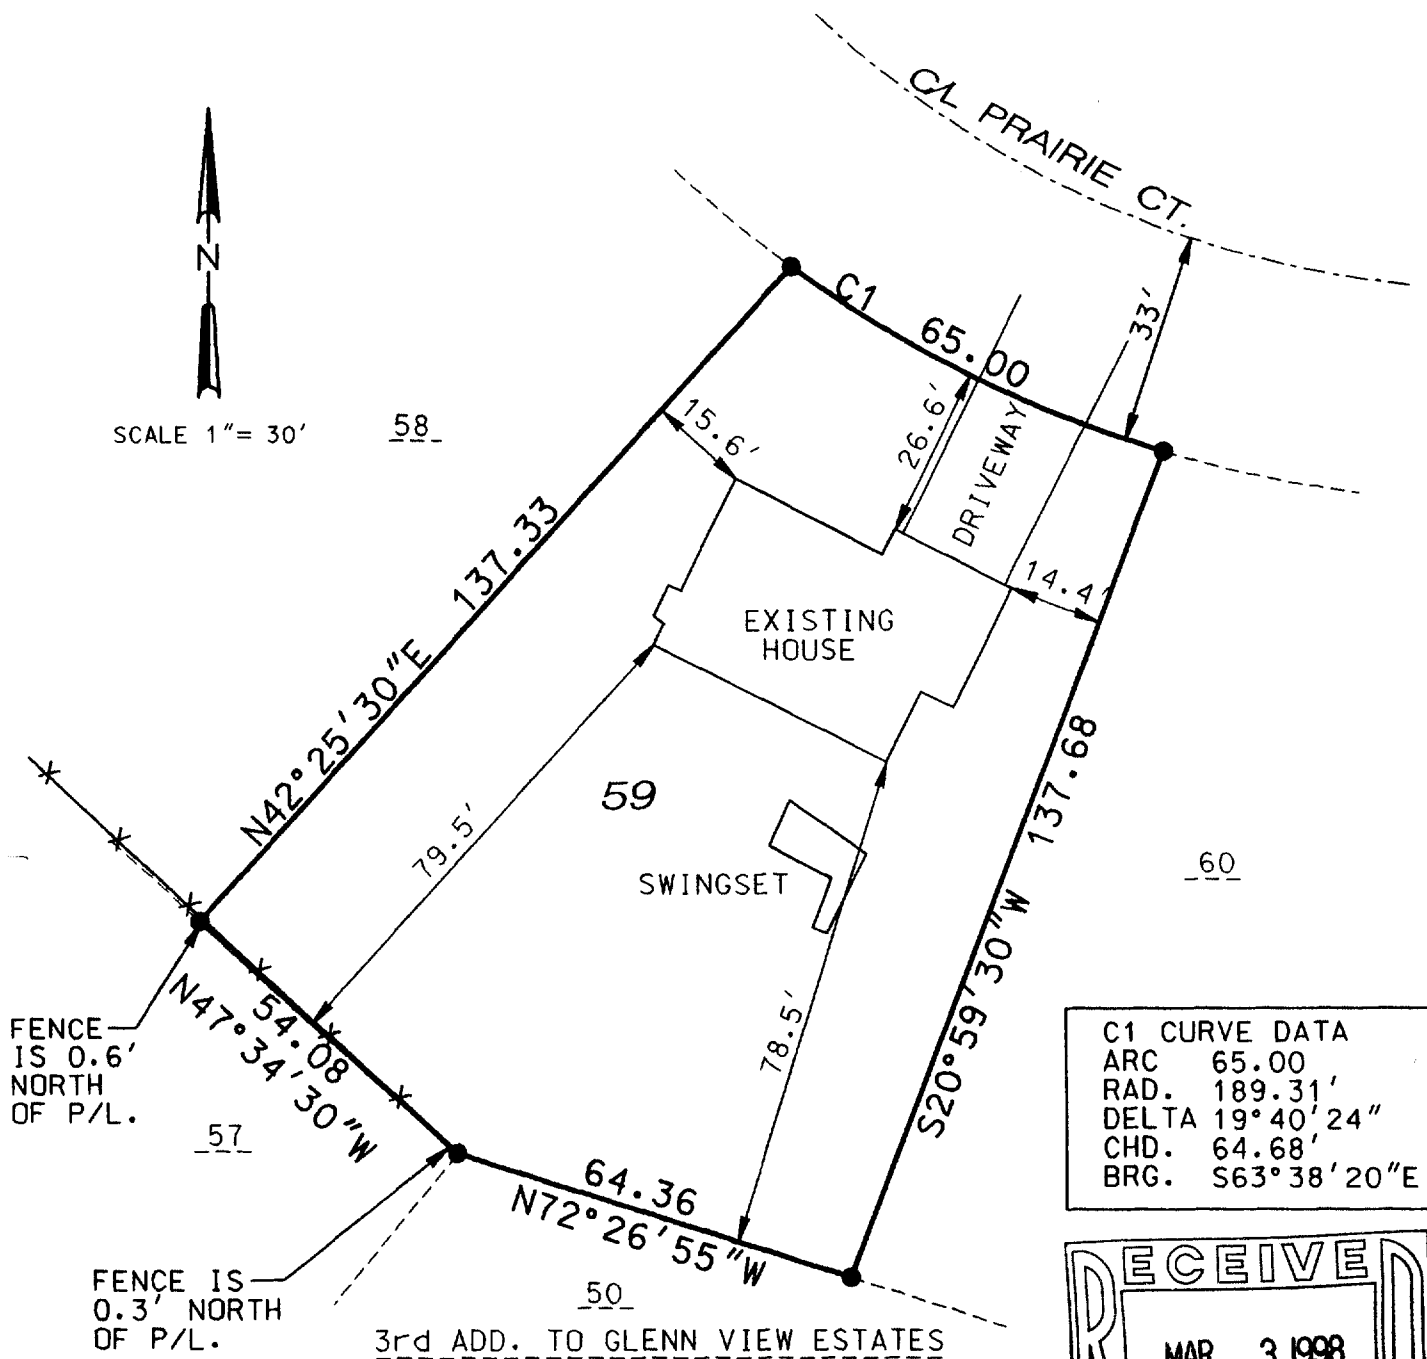 C/L PRAIRIE CT.
N
SCALE 1"= 30'
58
C1
65.00
33'
15.6'
26.6'
DRIVEWAY
14.4'
137.33
N42°25'30"E
EXISTING
HOUSE
59
79.5'
SWINGSET
137.68
S20°59'30"W
60
78.5'
FENCE
IS 0.6'
NORTH
OF P/L.
54.08
N47°34'30"W
57
64.36
N72°26'55"W
FENCE IS
0.3' NORTH
OF P/L.
50
3rd ADD. TO GLENN VIEW ESTATES
C1 CURVE DATA
ARC 65.00
RAD. 189.31'
DELTA 19°40'24"
CHD. 64.68'
BRG. S63°38'20"E
RECEIVED
MAR 3 1998